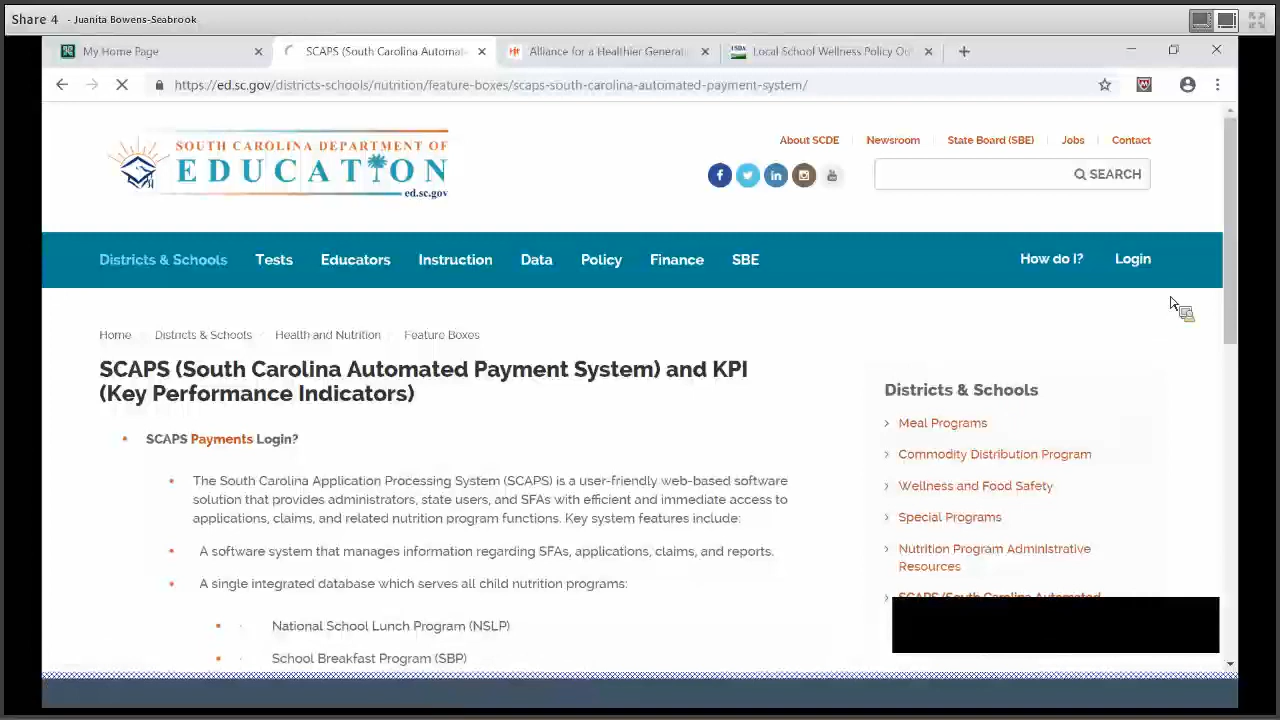 Share 4 - Juanita Bowens-Seabrook
My Home Page
SCAPS (South Carolina Automat
Alliance for a Healthier Generati
Local School Wellness Policy Ou
https://ed.sc.gov/districts-schools/nutrition/feature-boxes/scaps-south-carolina-automated-payment-system/
SOUTH CAROLINA DEPARTMENT OF
EDUCATION
ed.sc.gov
About SCDE
Newsroom
State Board (SBE)
Jobs
Contact
SEARCH
Districts & Schools
Tests
Educators
Instruction
Data
Policy
Finance
SBE
How do I?
Login
Home
Districts & Schools
Health and Nutrition
Feature Boxes
SCAPS (South Carolina Automated Payment System) and KPI
(Key Performance Indicators)
SCAPS Payments Login?
The South Carolina Application Processing System (SCAPS) is a user-friendly web-based software
solution that provides administrators, state users, and SFAs with efficient and immediate access to
applications, claims, and related nutrition program functions. Key system features include:
A software system that manages information regarding SFAs, applications, claims, and reports.
A single integrated database which serves all child nutrition programs:
National School Lunch Program (NSLP)
School Breakfast Program (SBP)
Districts & Schools
Meal Programs
Commodity Distribution Program
Wellness and Food Safety
Special Programs
Nutrition Program Administrative
Resources
SCAPS (South Carolina Automated